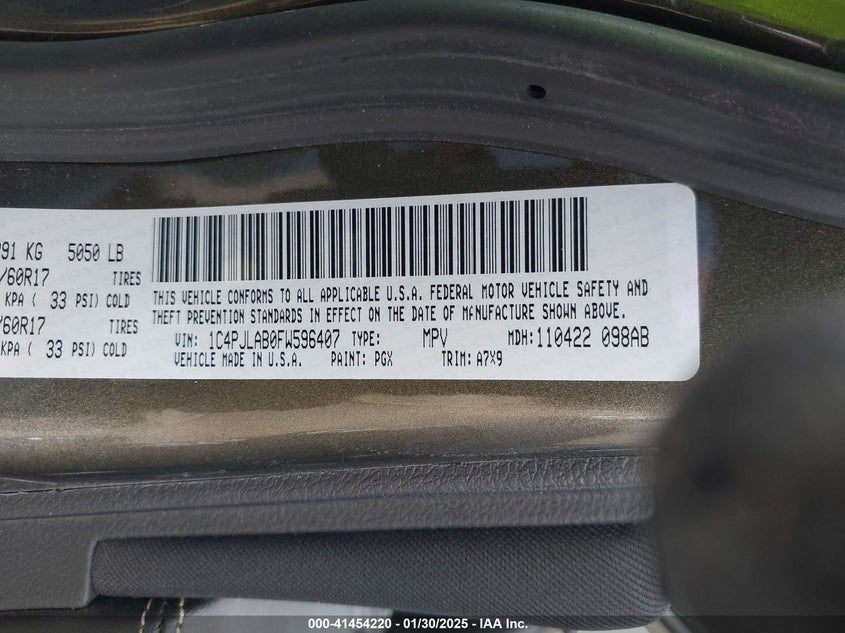 291 KG 5050 LB
/60R17 TIRES
KPA ( 33 PSI) COLD
/60R17 TIRES
KPA ( 33 PSI) COLD
THIS VEHICLE CONFORMS TO ALL APPLICABLE U.S.A. FEDERAL MOTOR VEHICLE SAFETY AND
THEFT PREVENTION STANDARDS IN EFFECT ON THE DATE OF MANUFACTURE SHOWN ABOVE.
VIN: 1C4PJLAB0FW596407 TYPE: MPV MDH: 110422 098AB
VEHICLE MADE IN U.S.A. PAINT: PGX TRIM: A7X9
000-41454220 - 01/30/2025 - IAA Inc.